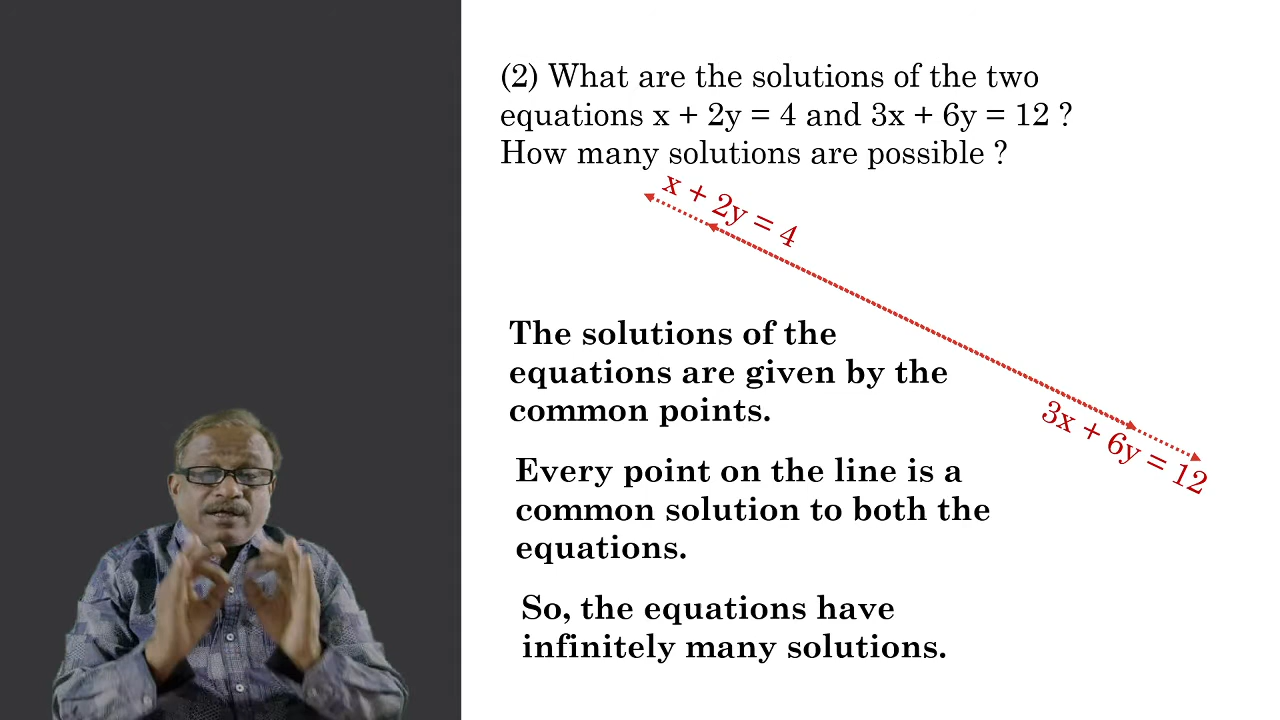 (2) What are the solutions of the two
equations x + 2y = 4 and 3x + 6y = 12 ?
How many solutions are possible ?
x + 2y = 4
The solutions of the
equations are given by the
common points.
3x + 6y = 12
Every point on the line is a
common solution to both the
equations.
So, the equations have
infinitely many solutions.